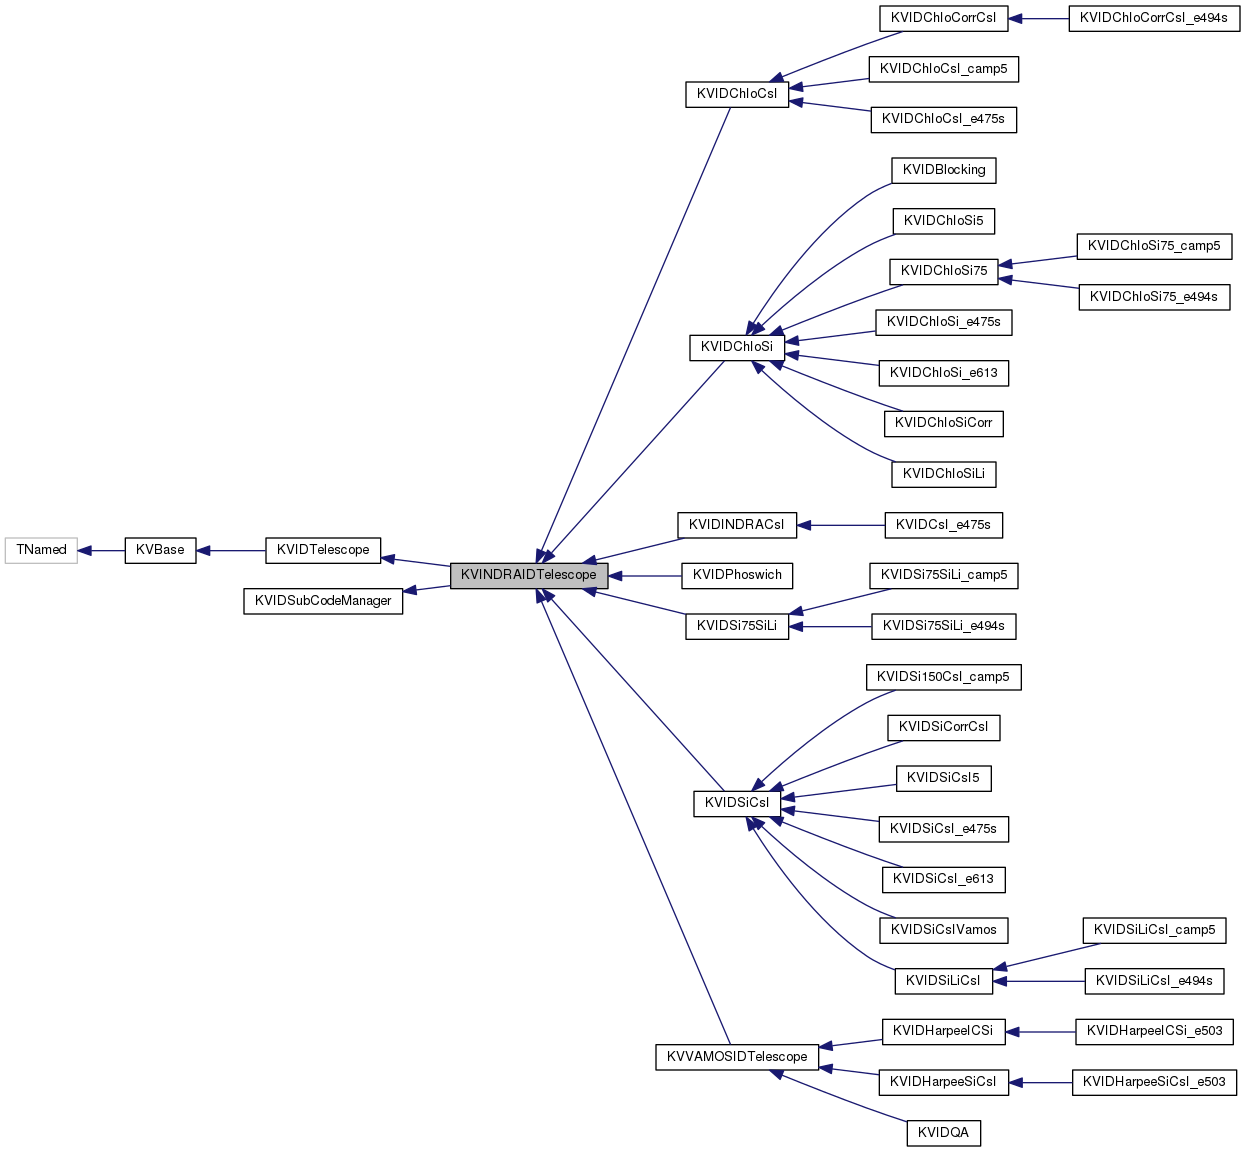 KVIDChIoCorrCsI
KVIDChIoCorrCsI_e494s
KVIDChIoCsI_camp5
KVIDChIoCsI
KVIDChIoCsI_e475s
KVIDBlocking
KVIDChIoSi5
KVIDChIoSi75_camp5
KVIDChIoSi75
KVIDChIoSi75_e494s
KVIDChIoSi_e475s
KVIDChIoSi
KVIDChIoSi_e613
KVIDChIoSiCorr
KVIDChIoSiLi
KVIDINDRACsI
KVIDCsI_e475s
TNamed
KVBase
KVIDTelescope
KVINDRAIDTelescope
KVIDPhoswich
KVIDSi75SiLi_camp5
KVIDSubCodeManager
KVIDSi75SiLi
KVIDSi75SiLi_e494s
KVIDSi150CsI_camp5
KVIDSiCorrCsI
KVIDSiCsI5
KVIDSiCsI
KVIDSiCsI_e475s
KVIDSiCsI_e613
KVIDSiCsIVamos
KVIDSiLiCsI_camp5
KVIDSiLiCsI
KVIDSiLiCsI_e494s
KVIDHarpeeICSi
KVIDHarpeeICSi_e503
KVVAMOSIDTelescope
KVIDHarpeeSiCsI
KVIDHarpeeSiCsI_e503
KVIDQA